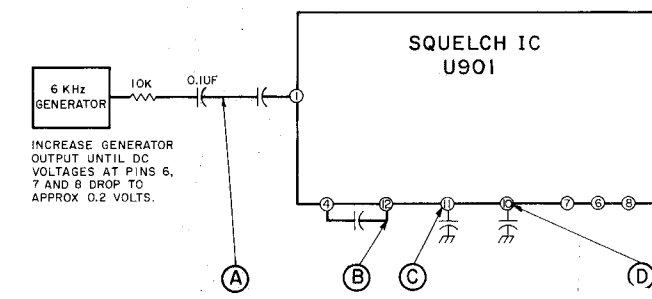 SQUELCH IC
U901
6 KHz
GENERATOR
10K
0.1UF
1
INCREASE GENERATOR
OUTPUT UNTIL DC
VOLTAGES AT PINS 6,
7 AND 8 DROP TO
APPROX 0.2 VOLTS.
4 12 11 10 7 6 8
A B C D